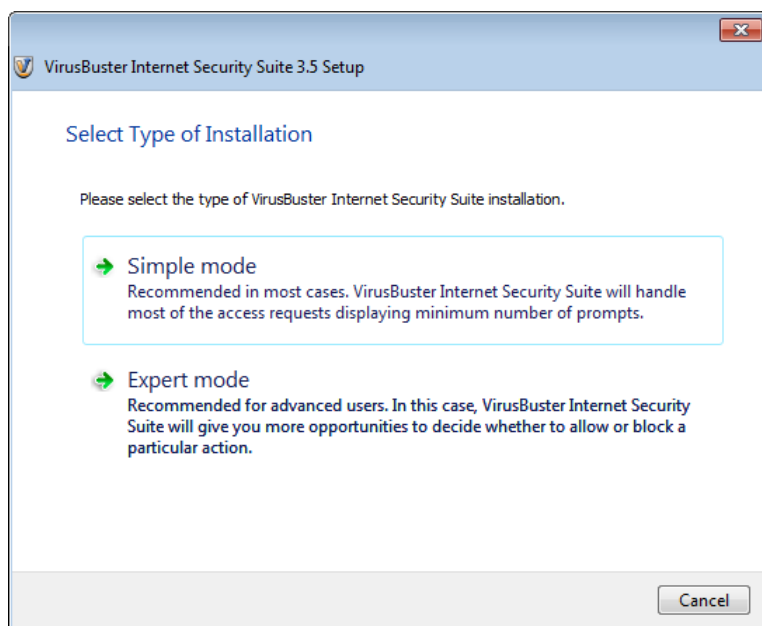 VirusBuster Internet Security Suite 3.5 Setup
Select Type of Installation
Please select the type of VirusBuster Internet Security Suite installation.
Simple mode
Recommended in most cases. VirusBuster Internet Security Suite will handle
most of the access requests displaying minimum number of prompts.
Expert mode
Recommended for advanced users. In this case, VirusBuster Internet Security
Suite will give you more opportunities to decide whether to allow or block a
particular action.
Cancel